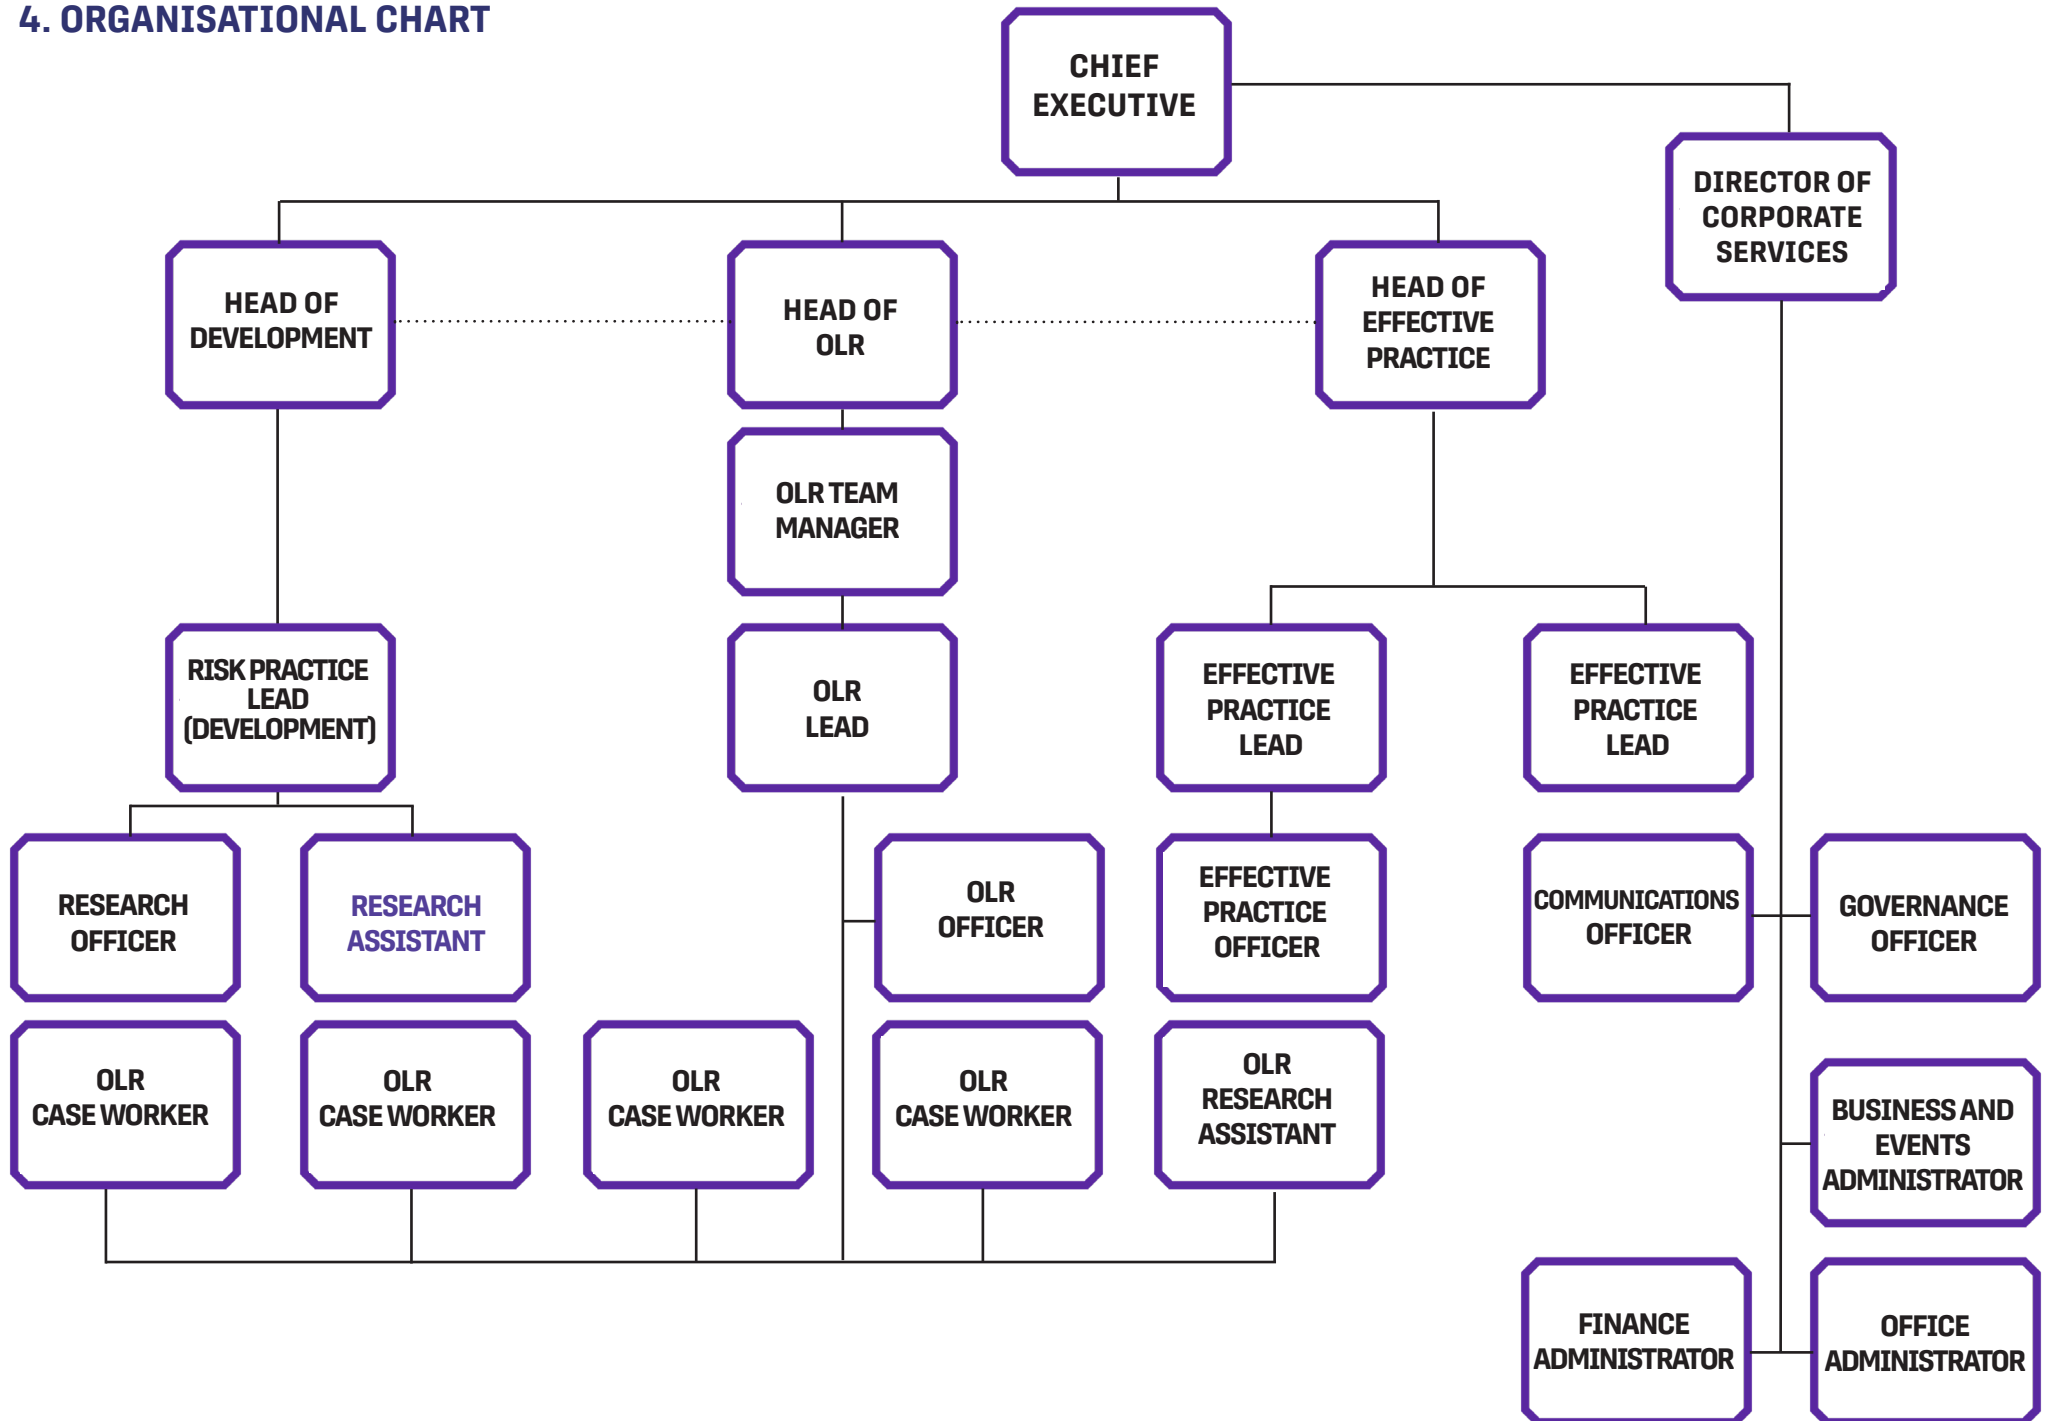 4. ORGANISATIONAL CHART
CHIEF
EXECUTIVE
DIRECTOR OF
CORPORATE
SERVICES
HEAD OF
DEVELOPMENT
HEAD OF
OLR
HEAD OF
EFFECTIVE
PRACTICE
OLR TEAM
MANAGER
RISK PRACTICE
LEAD
(DEVELOPMENT)
OLR
LEAD
EFFECTIVE
PRACTICE
LEAD
EFFECTIVE
PRACTICE
LEAD
RESEARCH
OFFICER
RESEARCH
ASSISTANT
OLR
OFFICER
EFFECTIVE
PRACTICE
OFFICER
COMMUNICATIONS
OFFICER
GOVERNANCE
OFFICER
OLR
CASE WORKER
OLR
CASE WORKER
OLR
CASE WORKER
OLR
CASE WORKER
OLR
RESEARCH
ASSISTANT
BUSINESS AND
EVENTS
ADMINISTRATOR
FINANCE
ADMINISTRATOR
OFFICE
ADMINISTRATOR